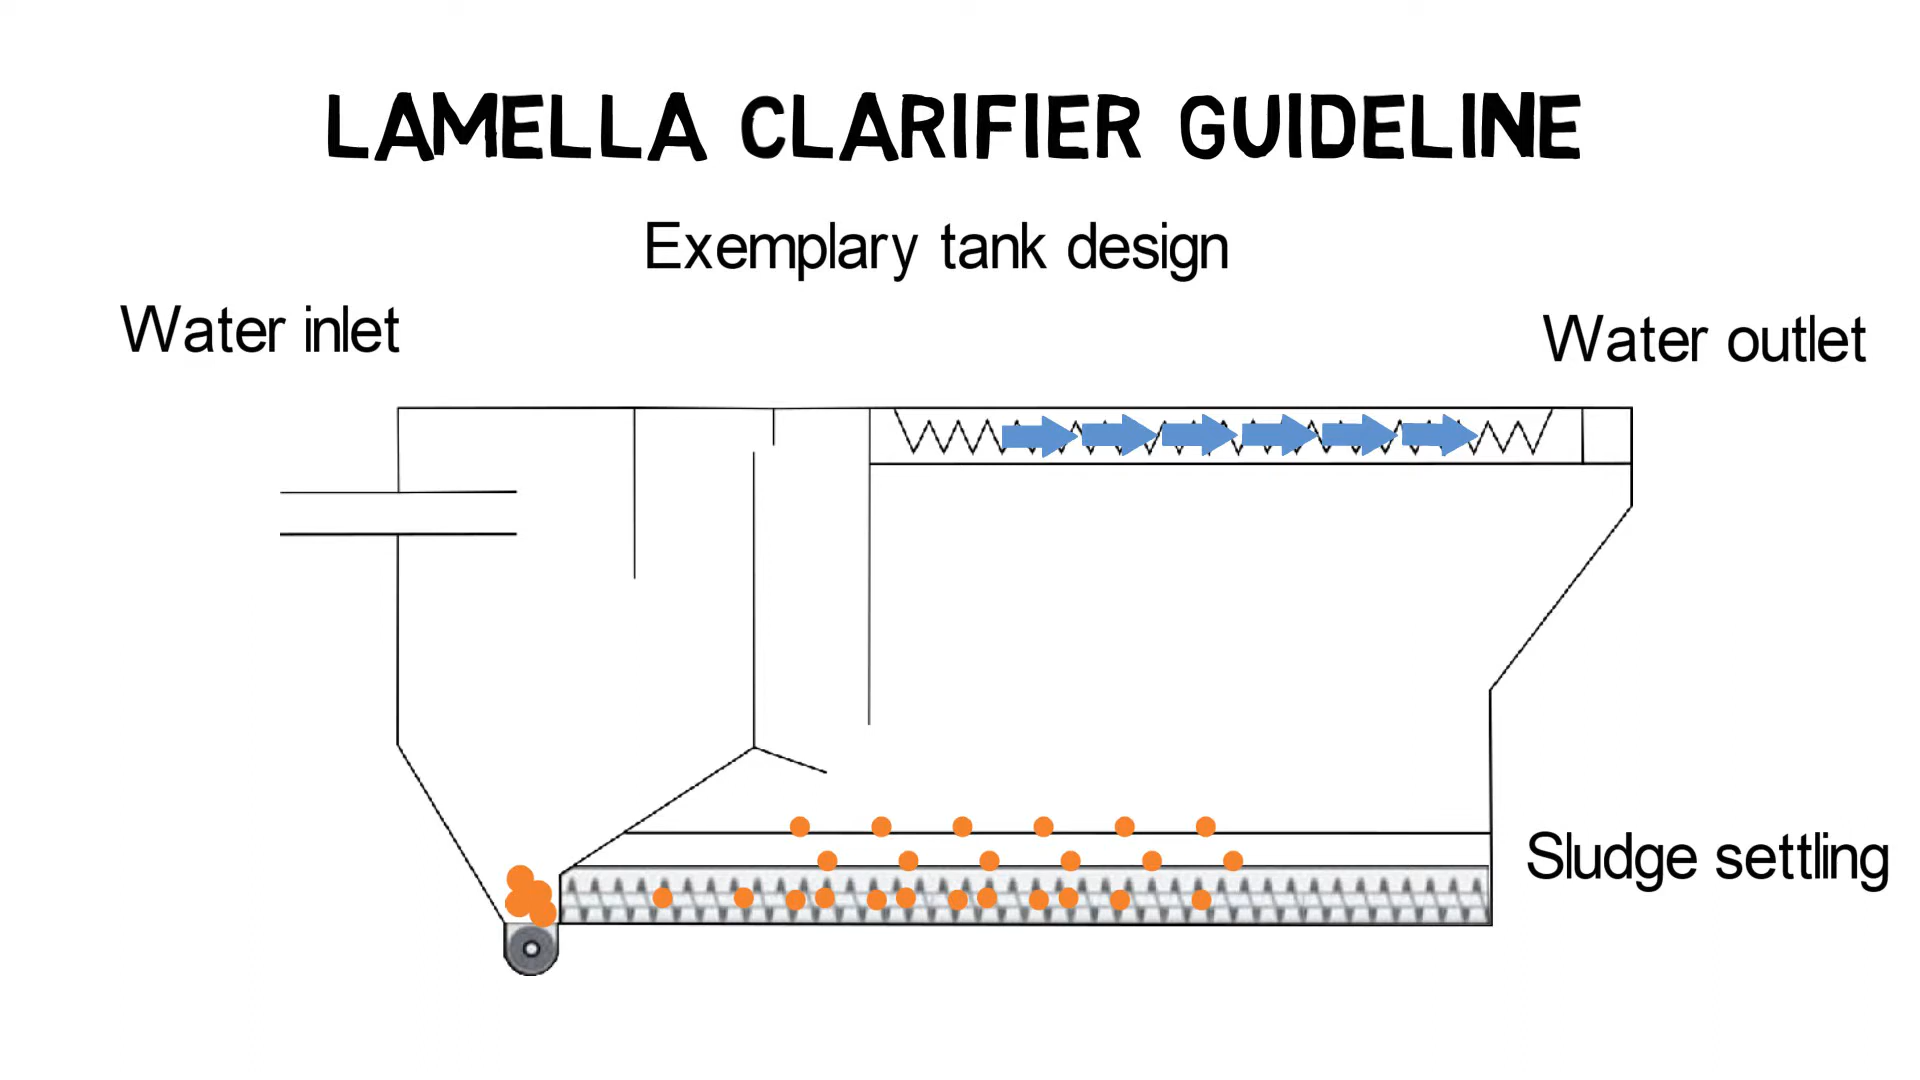 LAMELLA CLARIFIER GUIDELINE
Exemplary tank design
Water inlet
Water outlet
Sludge settling